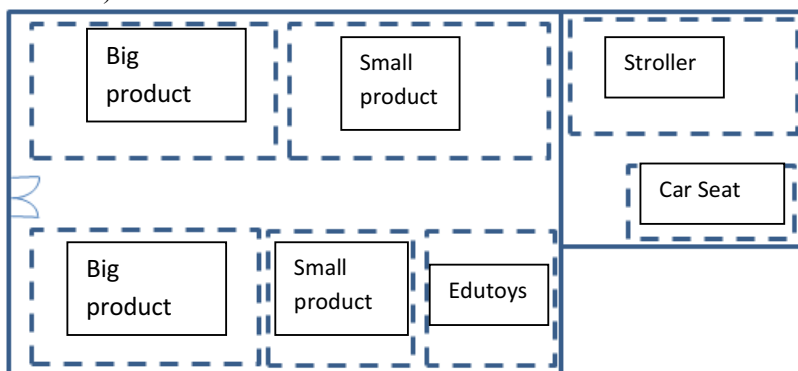 Big
product
Small
product
Stroller
Car Seat
Big
product
Small
product
Edutoys